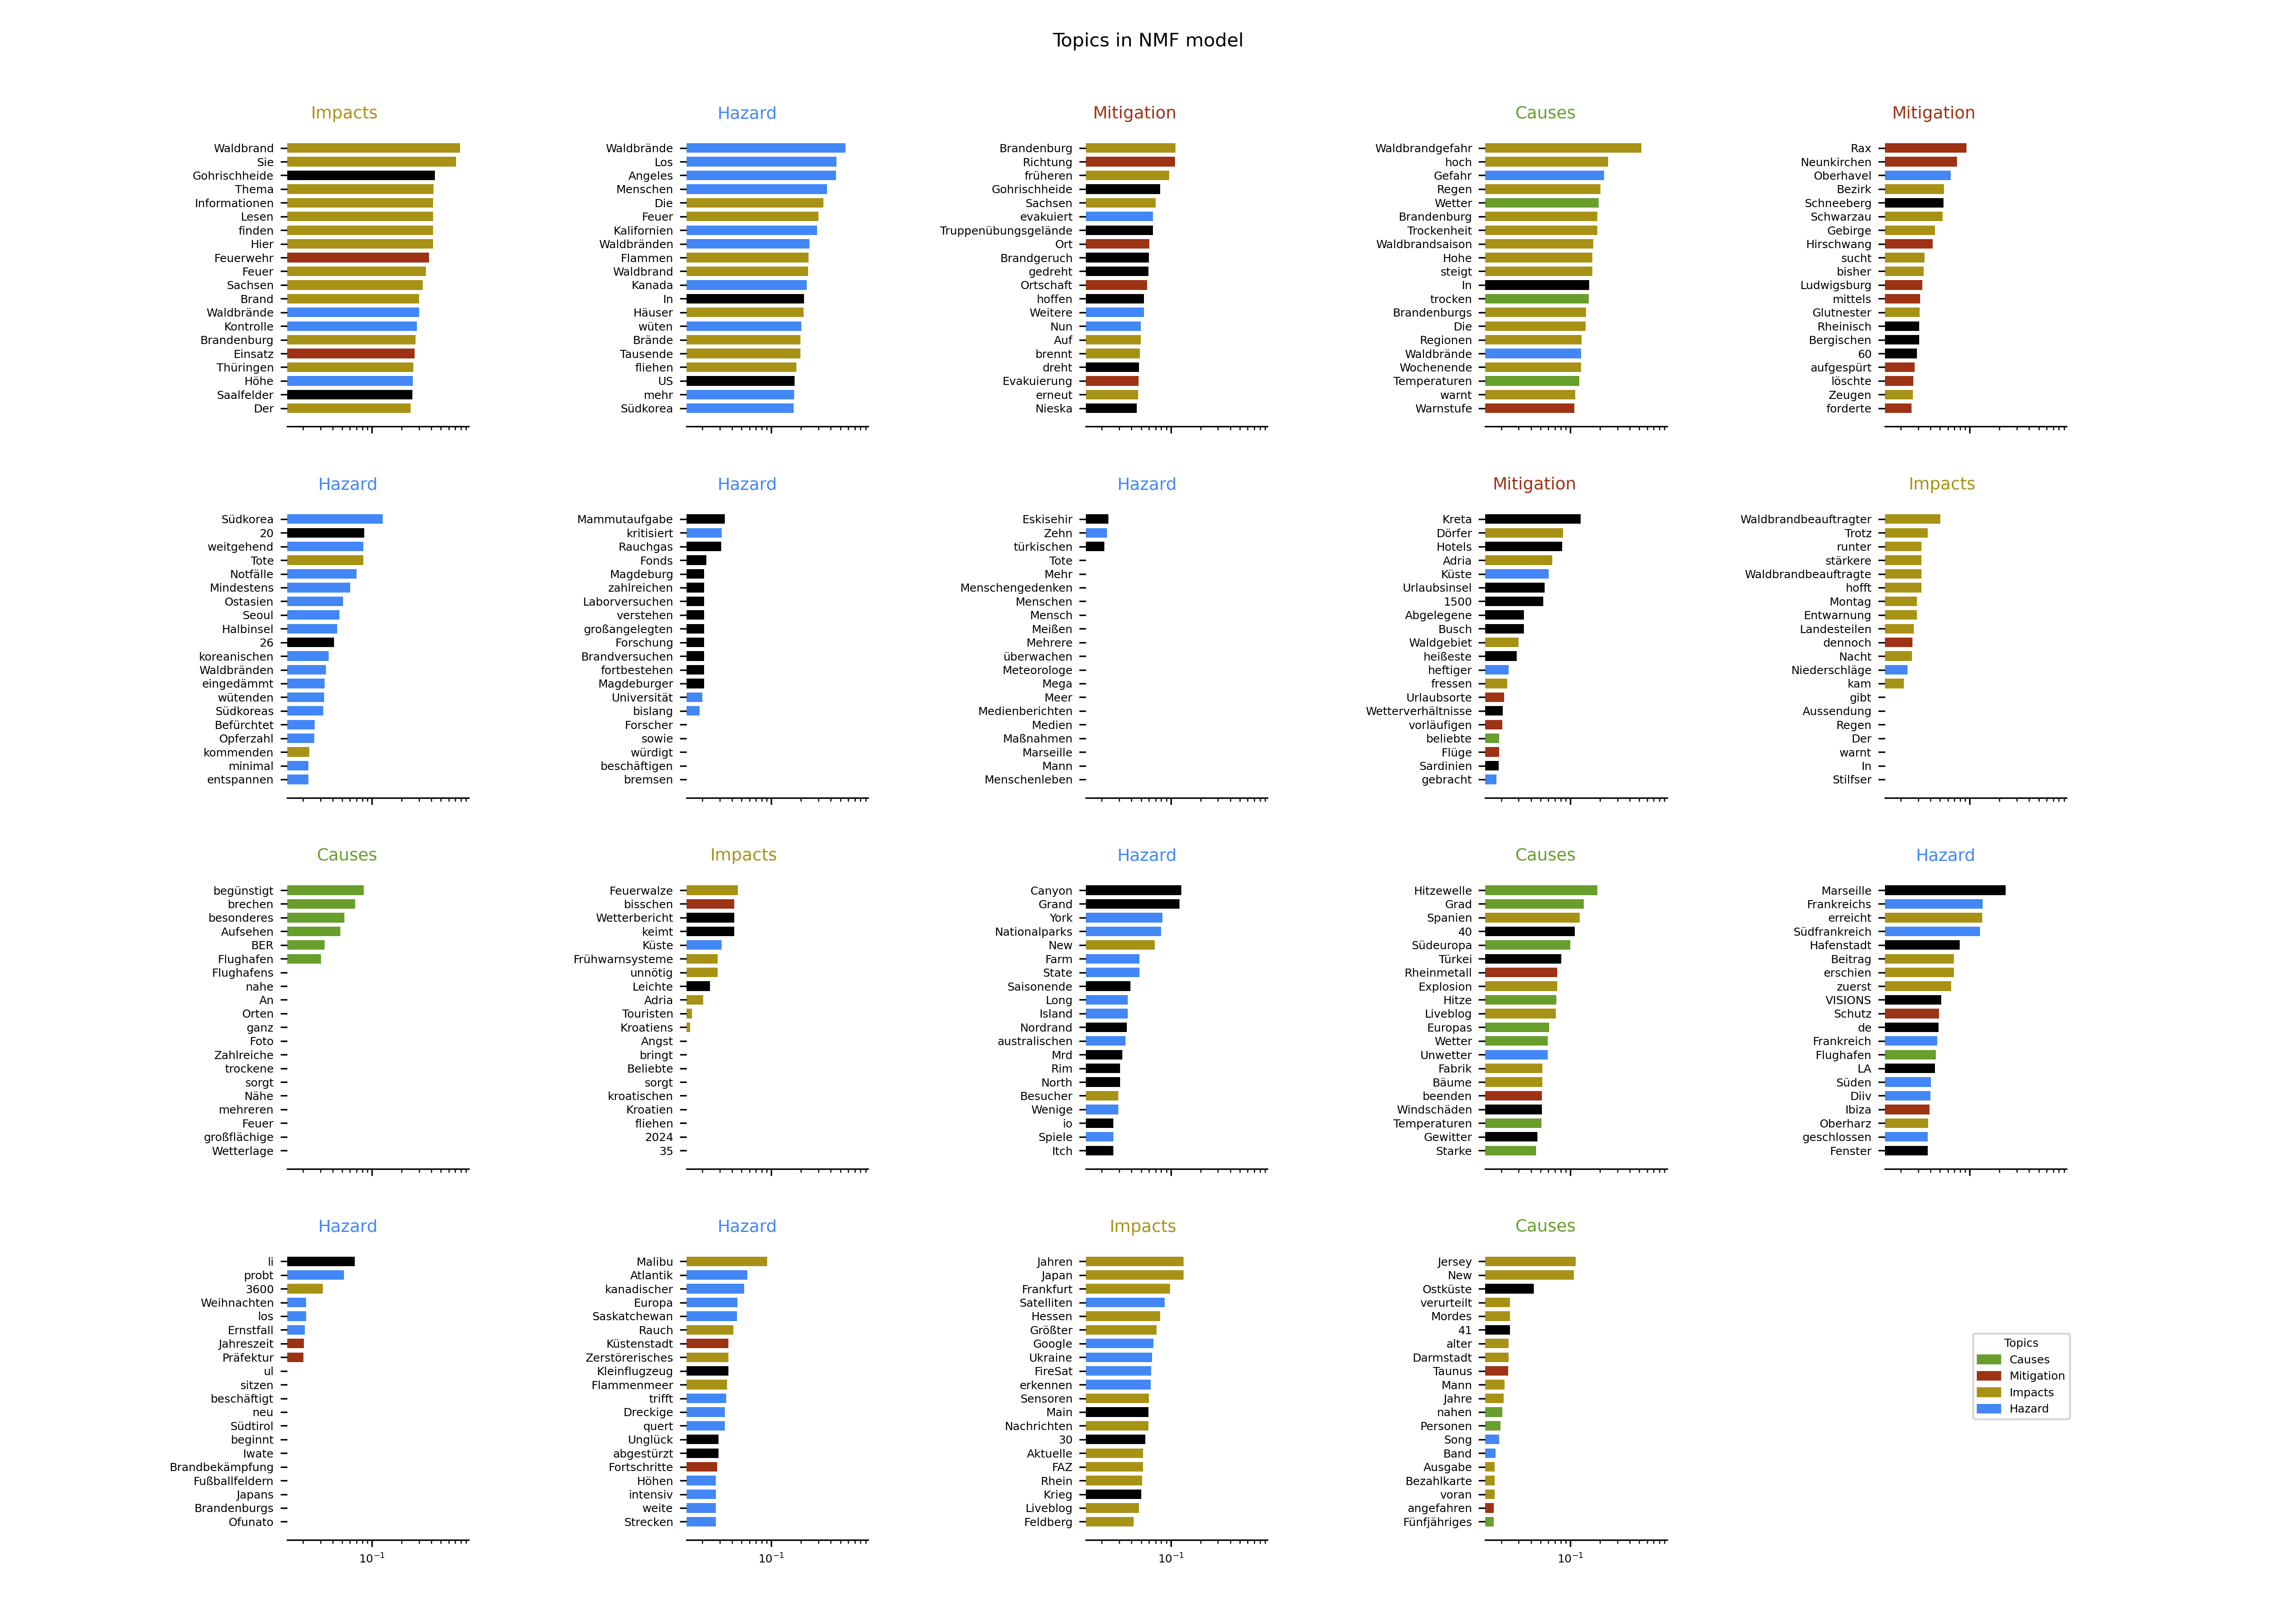 Topics in NMF model
Impacts
Waldbrand
Sie
Gohrischheide
Thema
Informationen
Lesen
finden
Hier
Feuerwehr
Feuer
Sachsen
Brand
Waldbrände
Kontrolle
Brandenburg
Einsatz
Thüringen
Höhe
Saalfelder
Der
Hazard
Waldbrände
Los
Angeles
Menschen
Die
Feuer
Kalifornien
Waldbränden
Flammen
Waldbrand
Kanada
In
Häuser
wüten
Brände
Tausende
fliehen
US
mehr
Südkorea
Mitigation
Brandenburg
Richtung
früheren
Gohrischheide
Sachsen
evakuiert
Truppenübungsgelände
Ort
Brandgeruch
gedreht
Ortschaft
hoffen
Weitere
Nun
Auf
brennt
dreht
Evakuierung
erneut
Nieska
Causes
Waldbrandgefahr
hoch
Gefahr
Regen
Wetter
Brandenburg
Trockenheit
Waldbrandsaison
Hohe
steigt
In
trocken
Brandenburgs
Die
Regionen
Waldbrände
Wochenende
Temperaturen
warnt
Warnstufe
Mitigation
Rax
Neunkirchen
Oberhavel
Bezirk
Schneeberg
Schwarzau
Gebirge
Hirschwang
sucht
bisher
Ludwigsburg
mittels
Glutnester
Rheinisch
Bergischen
60
aufgespürt
löschte
Zeugen
forderte
Hazard
Südkorea
20
weitgehend
Tote
Notfälle
Mindestens
Ostasien
Seoul
Halbinsel
26
koreanischen
Waldbränden
eingedämmt
wütenden
Südkoreas
Befürchtet
Opferzahl
kommenden
minimal
entspannen
Hazard
Mammutaufgabe
kritisiert
Rauchgas
Fonds
Magdeburg
zahlreichen
Laborversuchen
verstehen
großangelegten
Forschung
Brandversuchen
fortbestehen
Magdeburger
Universität
bislang
Forscher
sowie
würdigt
beschäftigen
bremsen
Hazard
Eskisehir
Zehn
türkischen
Tote
Mehr
Menschengedenken
Menschen
Mensch
Meißen
Mehrere
überwachen
Meteorologe
Mega
Meer
Medienberichten
Medien
Maßnahmen
Marseille
Mann
Menschenleben
Mitigation
Kreta
Dörfer
Hotels
Adria
Küste
Urlaubsinsel
1500
Abgelegene
Busch
Waldgebiet
heißeste
heftiger
fressen
Urlaubsorte
Wetterverhältnisse
vorläufigen
beliebte
Flüge
Sardinien
gebracht
Impacts
Waldbrandbeauftragter
Trotz
runter
stärkere
Waldbrandbeauftragte
hofft
Montag
Entwarnung
Landesteilen
dennoch
Nacht
Niederschläge
kam
gibt
Aussendung
Regen
Der
warnt
In
Stilfser
Causes
begünstigt
brechen
besonderes
Aufsehen
BER
Flughafen
Flughafens
nahe
An
Orten
ganz
Foto
Zahlreiche
trockene
sorgt
Nähe
mehreren
Feuer
großflächige
Wetterlage
Impacts
Feuerwalze
bisschen
Wetterbericht
keimt
Küste
Frühwarnsysteme
unnötig
Leichte
Adria
Touristen
Kroatiens
Angst
bringt
Beliebte
sorgt
kroatischen
Kroatien
fliehen
2024
35
Hazard
Canyon
Grand
York
Nationalparks
New
Farm
State
Saisonende
Long
Island
Nordrand
australischen
Mrd
Rim
North
Besucher
Wenige
io
Spiele
Itch
Causes
Hitzewelle
Grad
Spanien
40
Südeuropa
Türkei
Rheinmetall
Explosion
Hitze
Liveblog
Europas
Wetter
Unwetter
Fabrik
Bäume
beenden
Windschäden
Temperaturen
Gewitter
Starke
Hazard
Marseille
Frankreichs
erreicht
Südfrankreich
Hafenstadt
Beitrag
erschien
zuerst
VISIONS
Schutz
de
Frankreich
Flughafen
LA
Süden
Diiv
Ibiza
Oberharz
geschlossen
Fenster
Hazard
li
probt
3600
Weihnachten
los
Ernstfall
Jahreszeit
Präfektur
ul
sitzen
beschäftigt
neu
Südtirol
beginnt
Iwate
Brandbekämpfung
Fußballfeldern
Japans
Brandenburgs
Ofunato
10⁻¹
Hazard
Malibu
Atlantik
kanadischer
Europa
Saskatchewan
Rauch
Küstenstadt
Zerstörerisches
Kleinflugzeug
Flammenmeer
trifft
Dreckige
quert
Unglück
abgestürzt
Fortschritte
Höhen
intensiv
weite
Strecken
10⁻¹
Impacts
Jahren
Japan
Frankfurt
Satelliten
Hessen
Größter
Google
Ukraine
FireSat
erkennen
Sensoren
Main
Nachrichten
30
Aktuelle
FAZ
Rhein
Krieg
Liveblog
Feldberg
10⁻¹
Causes
Jersey
New
Ostküste
verurteilt
Mordes
41
alter
Darmstadt
Taunus
Mann
Jahre
nahen
Personen
Song
Band
Ausgabe
Bezahlkarte
voran
angefahren
Fünfjähriges
10⁻¹
Topics
Causes
Mitigation
Impacts
Hazard